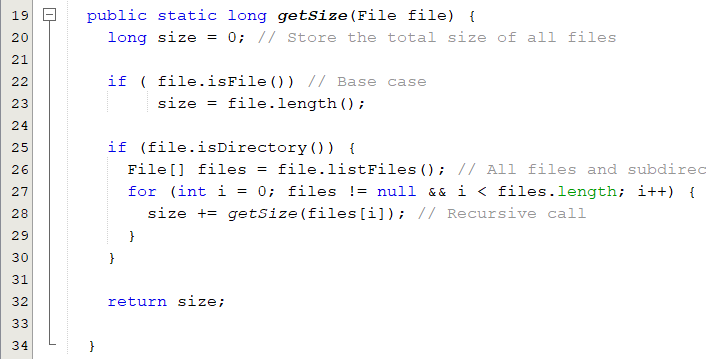 19 public static long getSize(File file) {
20 long size = 0; // Store the total size of all files
21
22 if ( file.isFile()) // Base case
23 size = file.length();
24
25 if (file.isDirectory()) {
26 File[] files = file.listFiles(); // All files and subdirec
27 for (int i = 0; files != null && i < files.length; i++) {
28 size += getSize(files[i]); // Recursive call
29 }
30 }
31
32 return size;
33
34 }